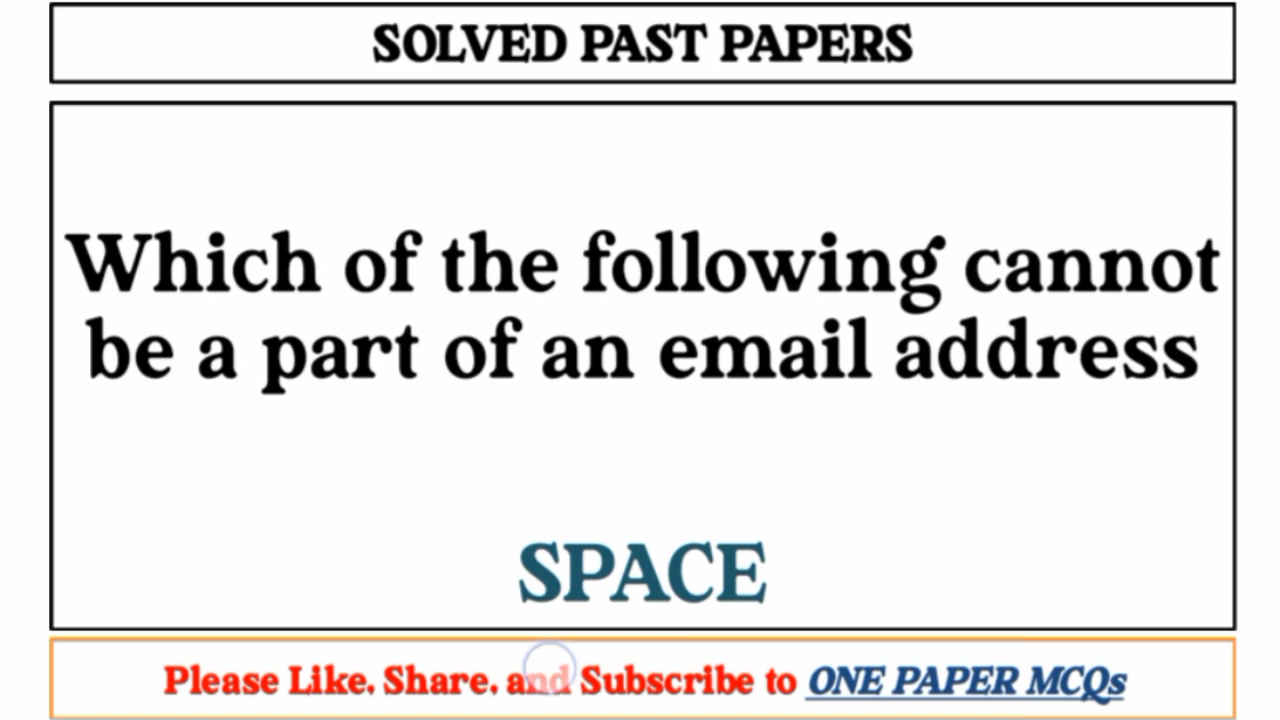 SOLVED PAST PAPERS
Which of the following cannot
be a part of an email address
SPACE
Please Like. Share. and Subscribe to ONE PAPER MCQs